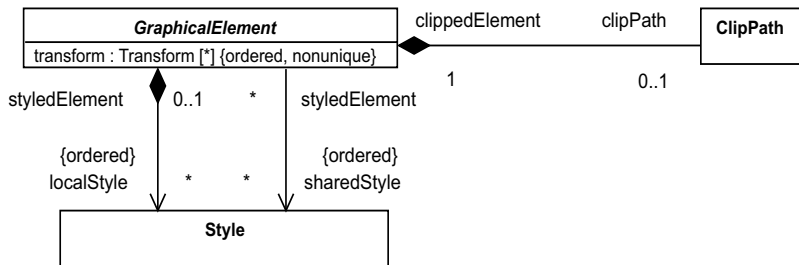 GraphicalElement
transform : Transform [*] {ordered, nonunique}
clippedElement clipPath
ClipPath
1 0..1
styledElement 0..1 * styledElement
{ordered} {ordered}
localStyle * * sharedStyle
Style